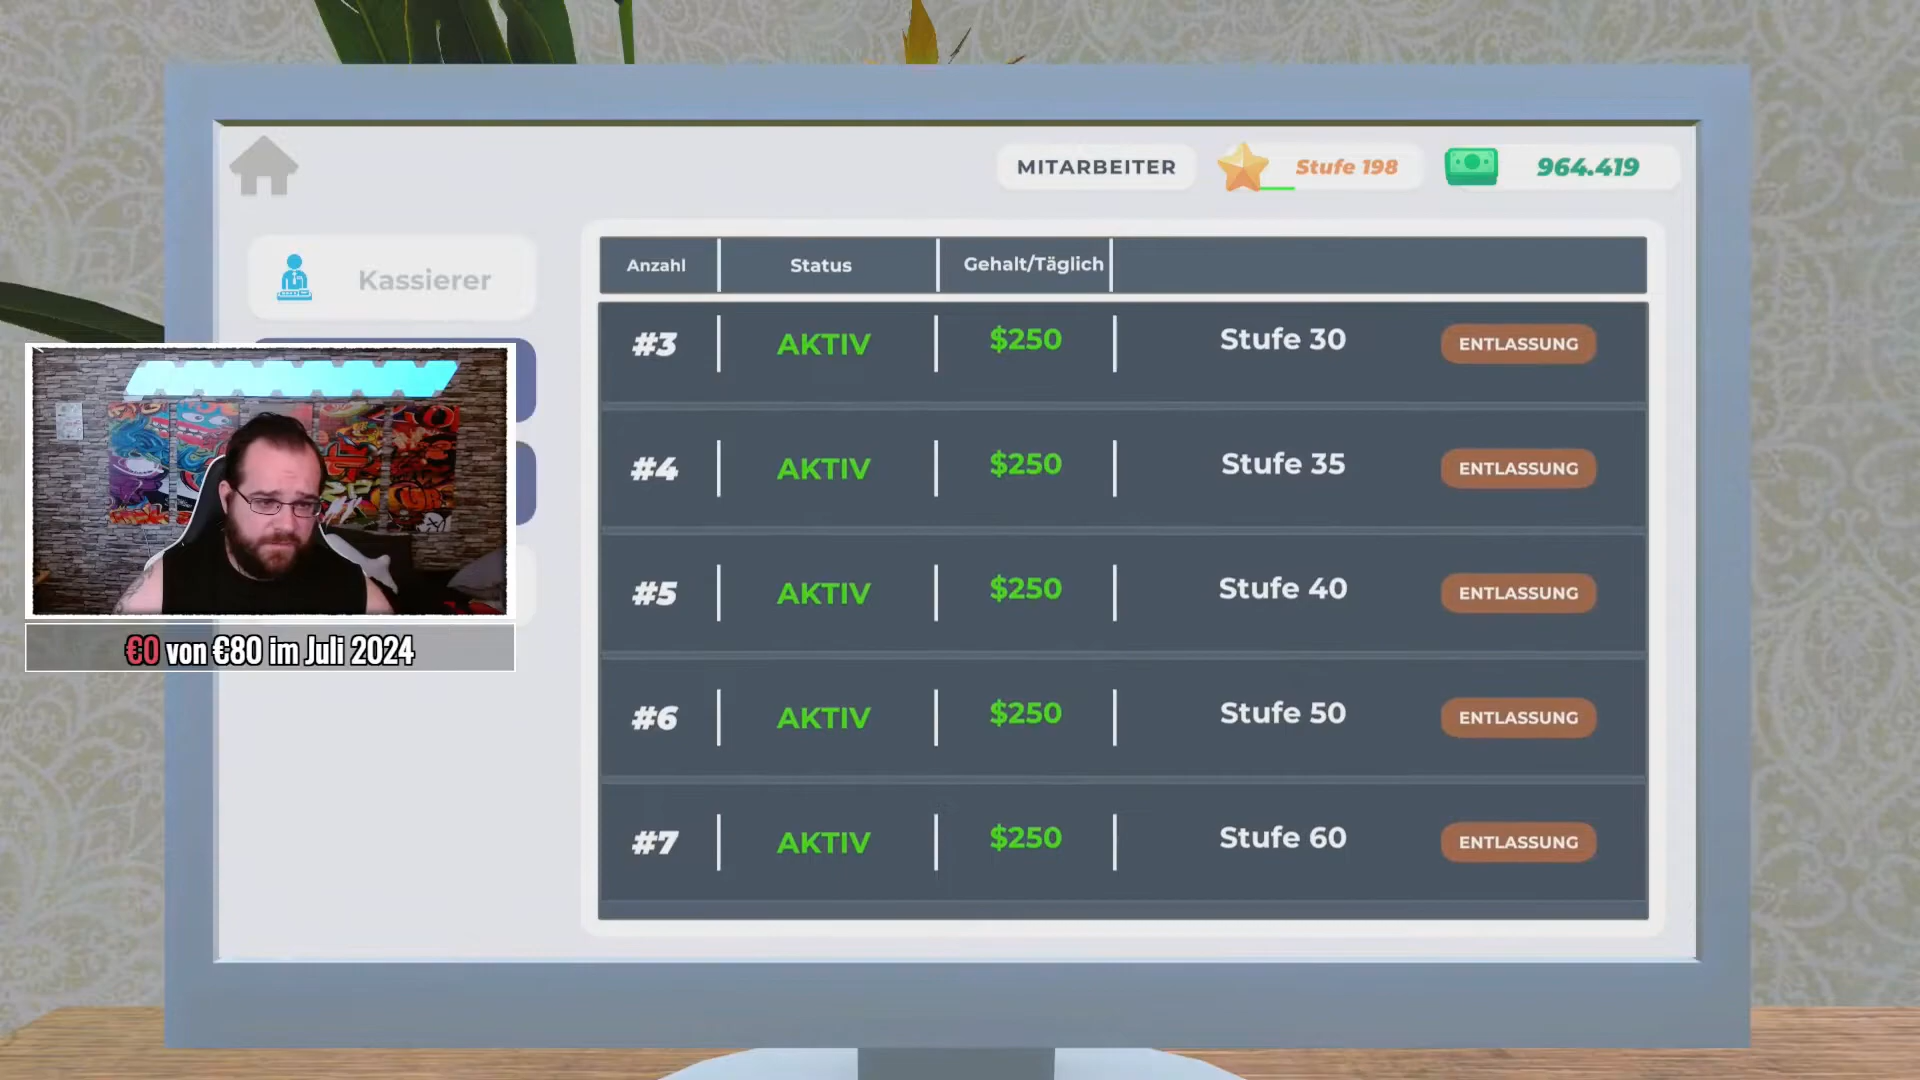 MITARBEITER
Stufe 198
964.419
Kassierer
Anzahl Status Gehalt/Täglich
#3 AKTIV $250 Stufe 30 ENTLASSUNG
#4 AKTIV $250 Stufe 35 ENTLASSUNG
#5 AKTIV $250 Stufe 40 ENTLASSUNG
#6 AKTIV $250 Stufe 50 ENTLASSUNG
#7 AKTIV $250 Stufe 60 ENTLASSUNG
€0 von €80 im Juli 2024